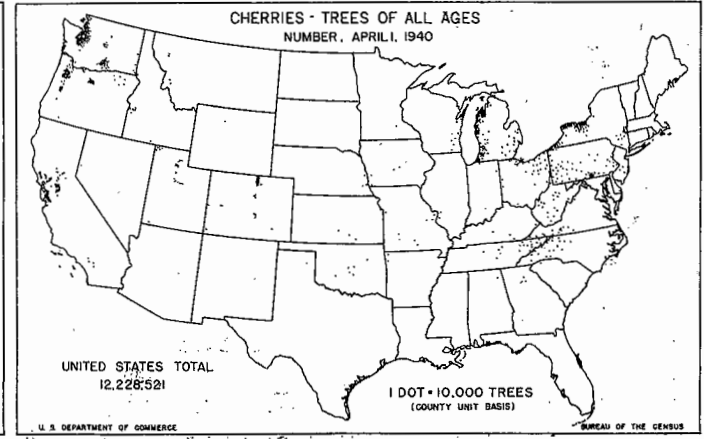 CHERRIES - TREES OF ALL AGES
NUMBER, APRIL 1, 1940
UNITED STATES TOTAL
12,228,521
1 DOT = 10,000 TREES
(COUNTY UNIT BASIS)
U. S. DEPARTMENT OF COMMERCE
BUREAU OF THE CENSUS